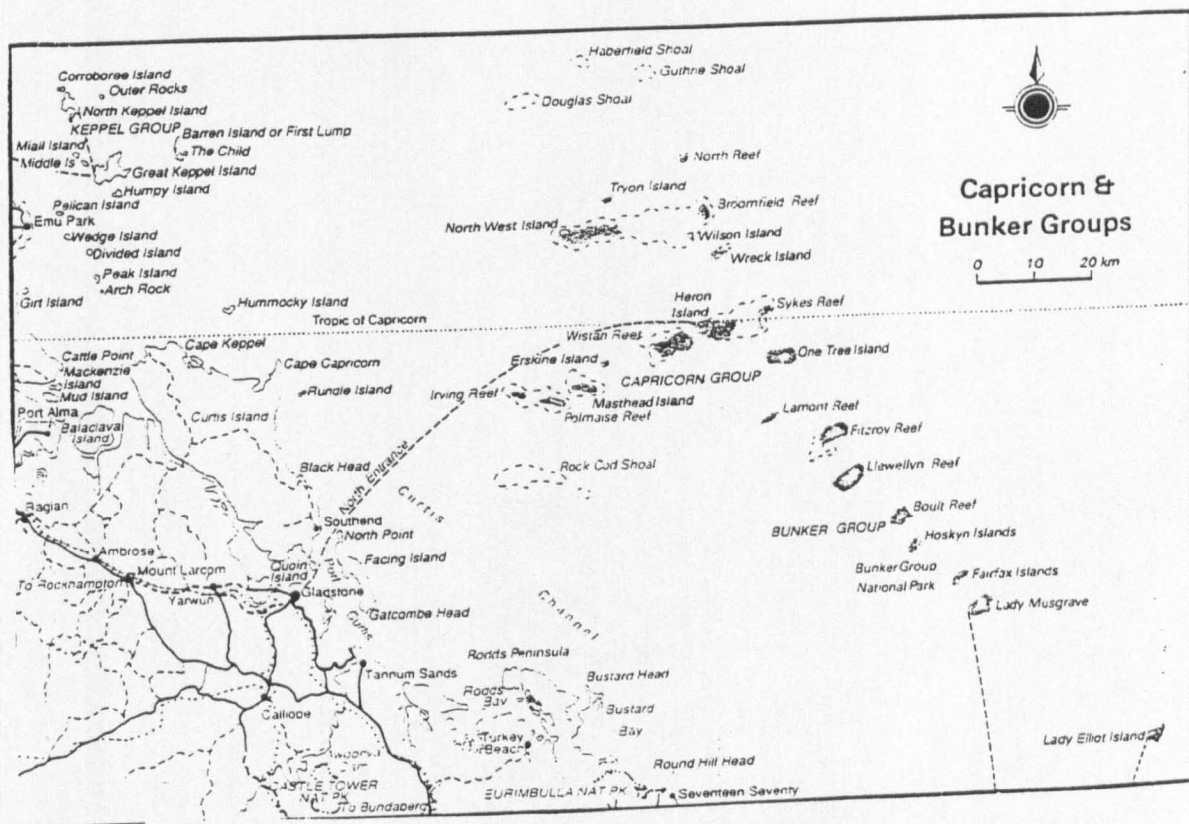 Haberfield Shoal
Guthrie Shoal
Douglas Shoal
Corroboree Island
Outer Rocks
North Keppel Island
KEPPEL GROUP
Barren Island or First Lump
Miall Island
The Child
Middle Is
Great Keppel Island
Humpy Island
Pelican Island
Emu Park
Wedge Island
Divided Island
Peak Island
Arch Rock
Girt Island
Hummocky Island
Tropic of Capricorn
North Reef
Tryon Island
Broomfield Reef
North West Island
Wilson Island
Wreck Island
Capricorn &
Bunker Groups
0 10 20 km
Heron
Island
Sykes Reef
Wistari Reef
One Tree Island
Erskine Island
CAPRICORN GROUP
Irving Reef
Masthead Island
Polmaise Reef
Lamont Reef
Fitzroy Reef
Llewellyn Reef
Rock Cod Shoal
Boult Reef
BUNKER GROUP
Hoskyn Islands
Bunker Group
National Park
Fairfax Islands
Lady Musgrave
Lady Elliot Island
Cape Keppel
Cattle Point
Mackenzie
Island
Mud Island
Cape Capricorn
Rundle Island
Port Alma
Balaclava
Island
Curtis Island
Black Head
North Entrance
Curtis
Channel
Southend
North Point
Raglan
Ambrose
Mount Larcom
Quoin
Island
Facing Island
Port
Curtis
To Rockhampton
Yarwun
Gladstone
Gatcombe Head
Tannum Sands
Calliope
Rodds Peninsula
Rodds
Bay
Bustard Head
Bustard
Bay
Turkey
Beach
Round Hill Head
CASTLE TOWER
NAT PK
To Bundaberg
EURIMBULLA NAT PK
Seventeen Seventy